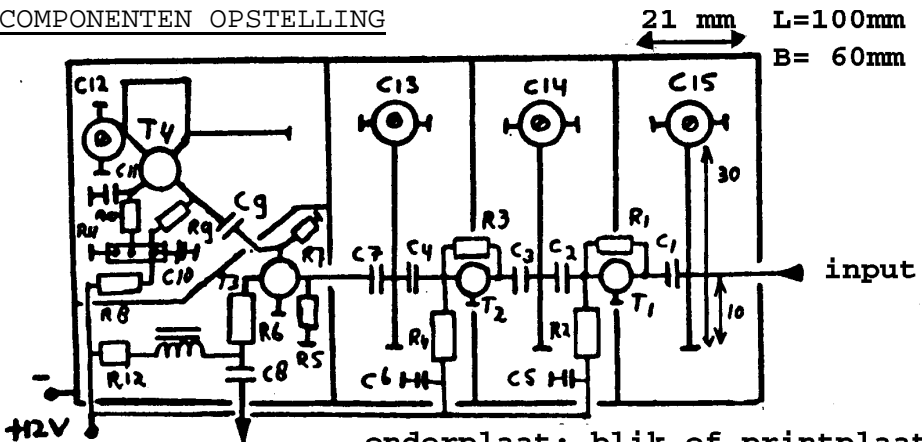 COMPONENTEN OPSTELLING
21 mm L=100mm
B= 60mm
C12
C13
C14
C15
T4
C11
30
R9
C9
R3
R1
R11
C10
R7
C7
C4
C3
C2
C1
input
T3
R8
T2
T1
10
R6
R5
R4
R2
R12
C8
C6
C5
-
+12V
onderplaat: blik of printplaat